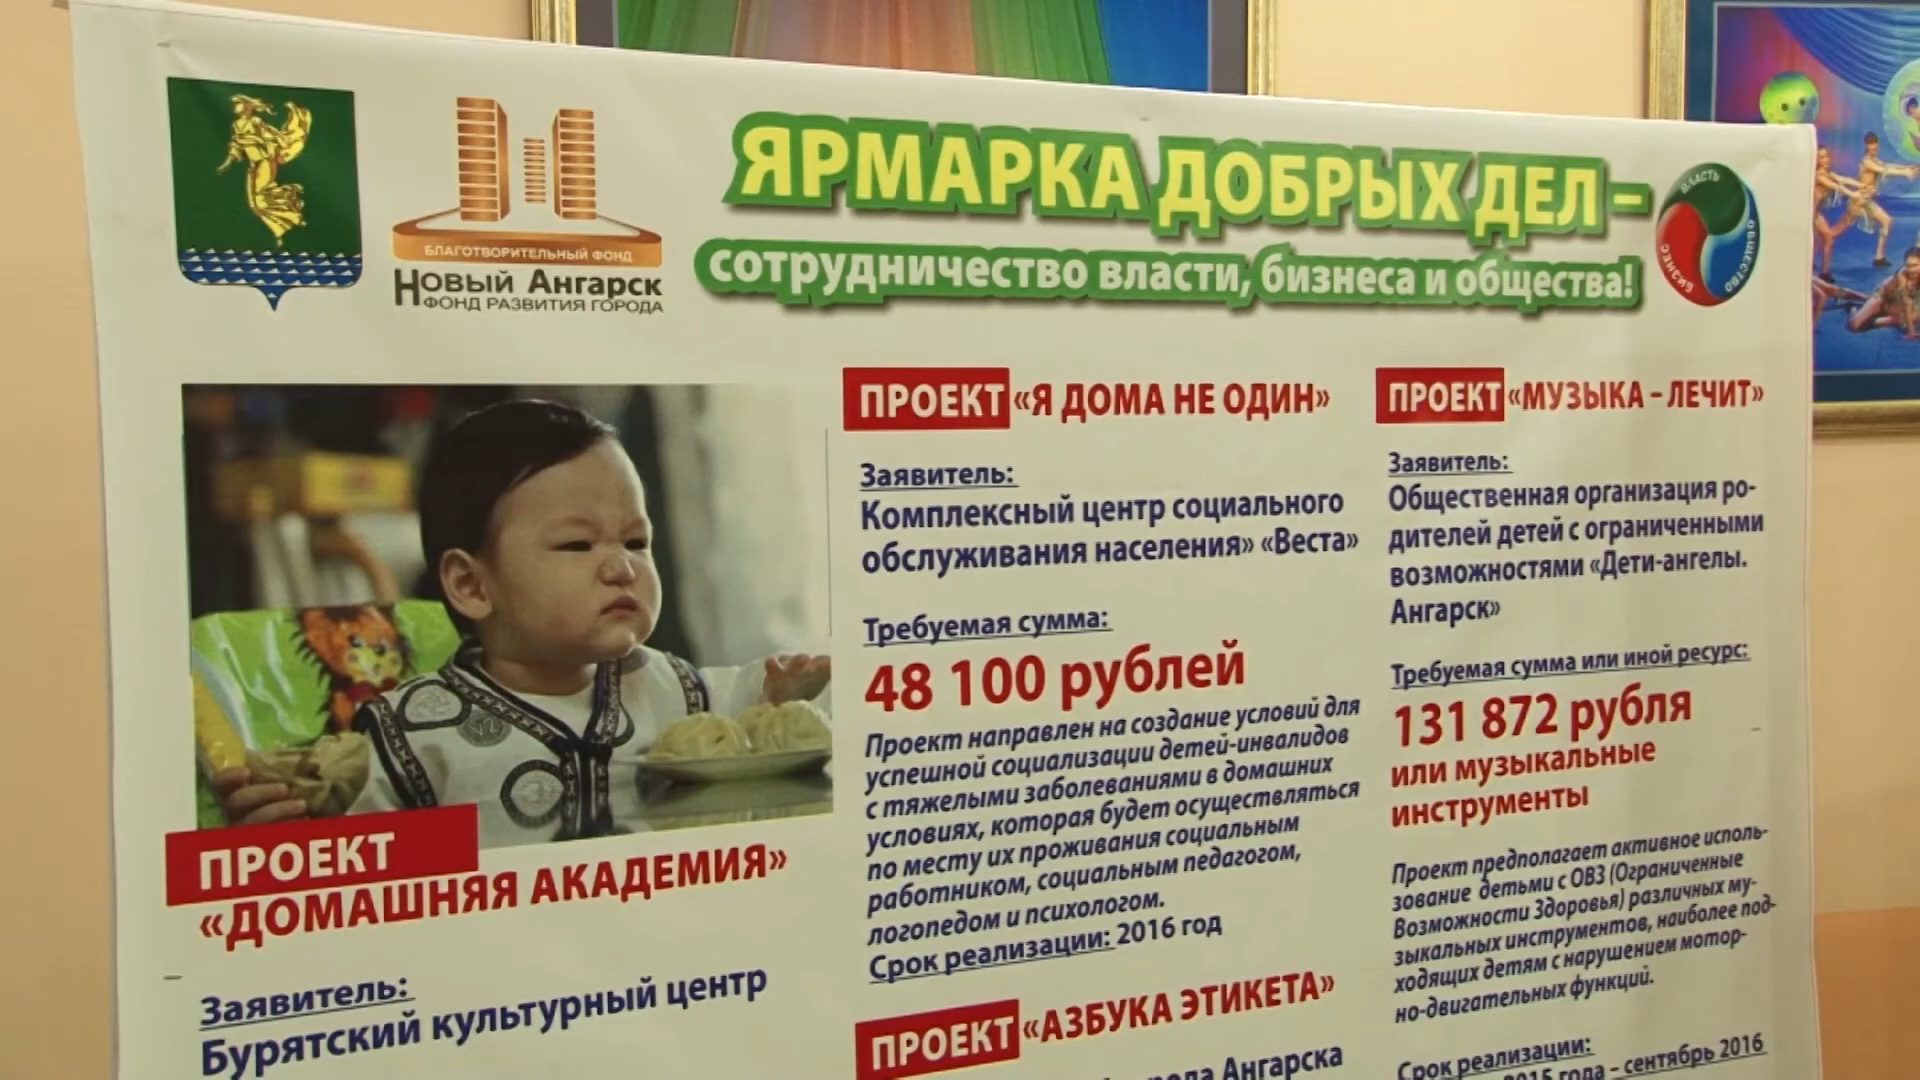 БЛАГОТВОРИТЕЛЬНЫЙ ФОНД
НОВЫЙ АНГАРСК
ФОНД РАЗВИТИЯ ГОРОДА
ЯРМАРКА ДОБРЫХ ДЕЛ –
сотрудничество власти, бизнеса и общества!
ВЛАСТЬ
ОБЩЕСТВО
БИЗНЕС
ПРОЕКТ
«ДОМАШНЯЯ АКАДЕМИЯ»
Заявитель:
Бурятский культурный центр
ПРОЕКТ «Я ДОМА НЕ ОДИН»
Заявитель:
Комплексный центр социального
обслуживания населения» «Веста»
Требуемая сумма:
48 100 рублей
Проект направлен на создание условий для
успешной социализации детей-инвалидов
с тяжелыми заболеваниями в домашних
условиях, которая будет осуществляться
по месту их проживания социальным
работником, социальным педагогом,
логопедом и психологом.
Срок реализации: 2016 год
ПРОЕКТ «АЗБУКА ЭТИКЕТА»
Ангарска
ПРОЕКТ «МУЗЫКА – ЛЕЧИТ»
Заявитель:
Общественная организация ро-
дителей детей с ограниченными
возможностями «Дети-ангелы.
Ангарск»
Требуемая сумма или иной ресурс:
131 872 рубля
или музыкальные
инструменты
Проект предполагает активное исполь-
зование детьми с ОВЗ (Ограниченные
Возможности Здоровья) различных му-
зыкальных инструментов, наиболее под-
ходящих детям с нарушением мотор-
но-двигательных функций.
Срок реализации:
2015 года – сентябрь 2016